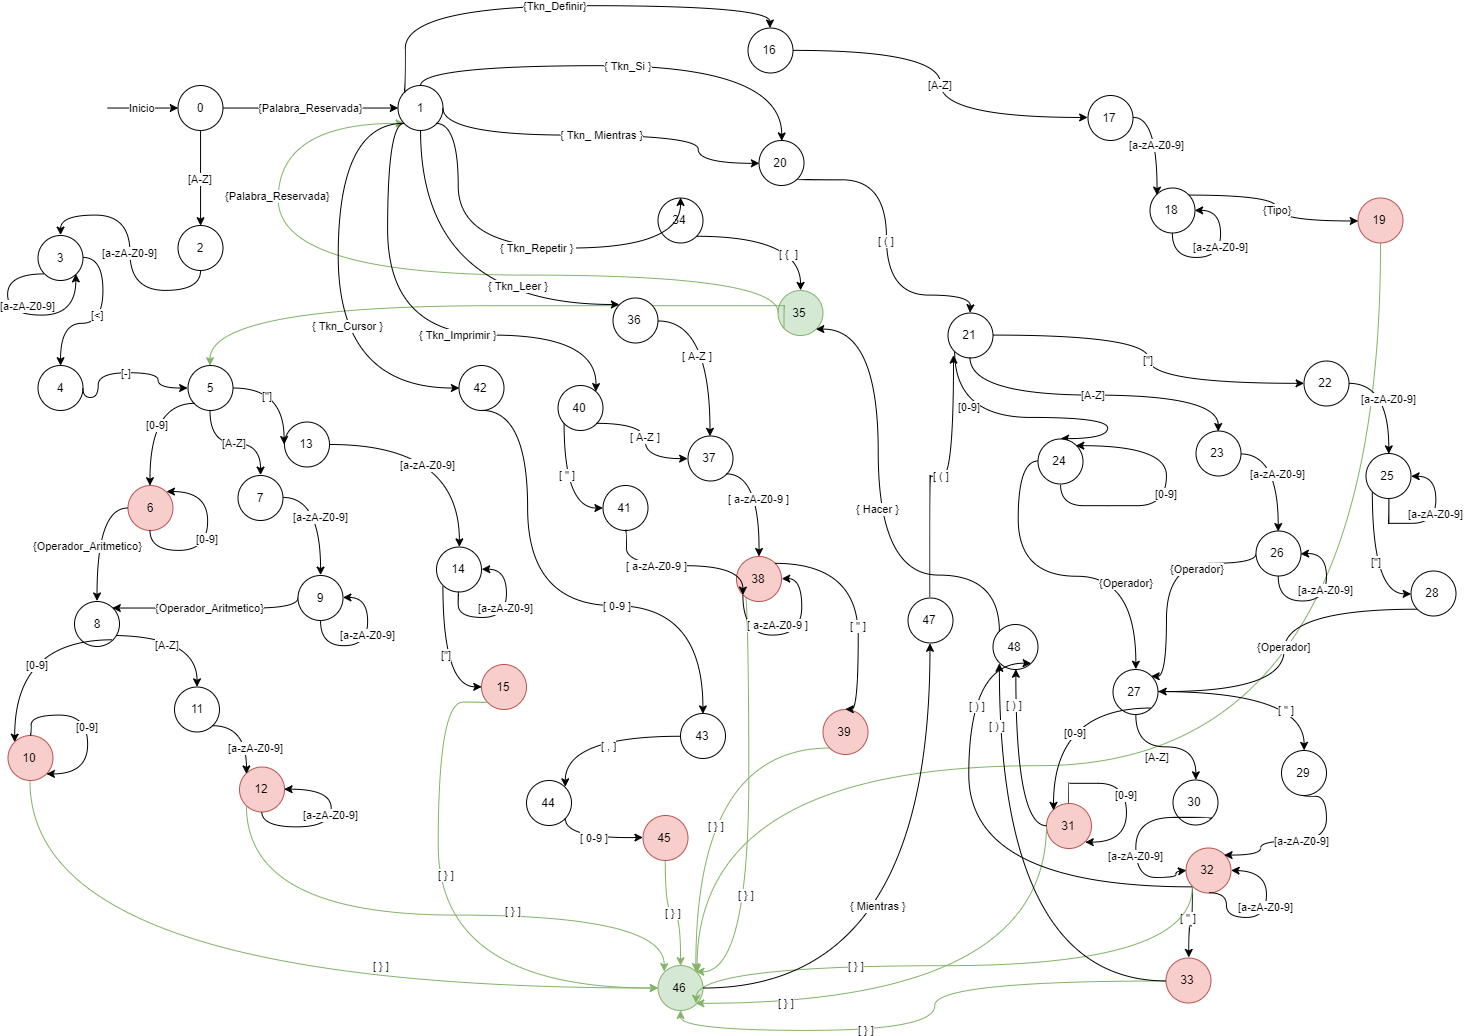 {Tkn_Definir}
16
{ Tkn_Si }
[A-Z]
Inicio
0
{Palabra_Reservada}
1
17
{ Tkn_ Mientras }
[a-zA-Z0-9]
20
[A-Z]
{Palabra_Reservada}
18
{Tipo}
19
34
2
[ ( ]
[a-zA-Z0-9]
{ Tkn_Repetir }
[ { ]
[a-zA-Z0-9]
3
{ Tkn_Leer }
[a-zA-Z0-9]
[<]
35
36
{ Tkn_Cursor }
{ Tkn_Imprimir }
21
[ A-Z ]
["]
[-]
4
5
42
22
["]
[A-Z]
[a-zA-Z0-9]
40
[0-9]
[0-9]
[A-Z]
13
[ A-Z ]
37
23
24
[a-zA-Z0-9]
[ " ]
[a-zA-Z0-9]
25
[ ( ]
7
[ a-zA-Z0-9 ]
[0-9]
6
41
{ Hacer }
[a-zA-Z0-9]
[a-zA-Z0-9]
[0-9]
{Operador_Aritmetico}
26
["]
14
[ a-zA-Z0-9 ]
38
{Operador}
{Operador}
[a-zA-Z0-9]
28
9
{Operador_Aritmetico}
[a-zA-Z0-9]
[ 0-9 ]
8
47
[ a-zA-Z0-9 ]
[ " ]
[a-zA-Z0-9]
[A-Z]
48
{Operador]
["]
[0-9]
15
27
11
[ ) ]
[ ) ]
[ " ]
[0-9]
[ ) ]
39
[0-9]
43
[ . ]
[a-zA-Z0-9]
10
[A-Z]
29
12
[0-9]
44
30
[a-zA-Z0-9]
31
[ } ]
45
[ 0-9 ]
[a-zA-Z0-9]
[a-zA-Z0-9]
32
[ } ]
[ } ]
{ Mientras }
[a-zA-Z0-9]
[ } ]
[ } ]
[ " ]
[ } ]
[ } ]
33
46
[ } ]
[ } ]